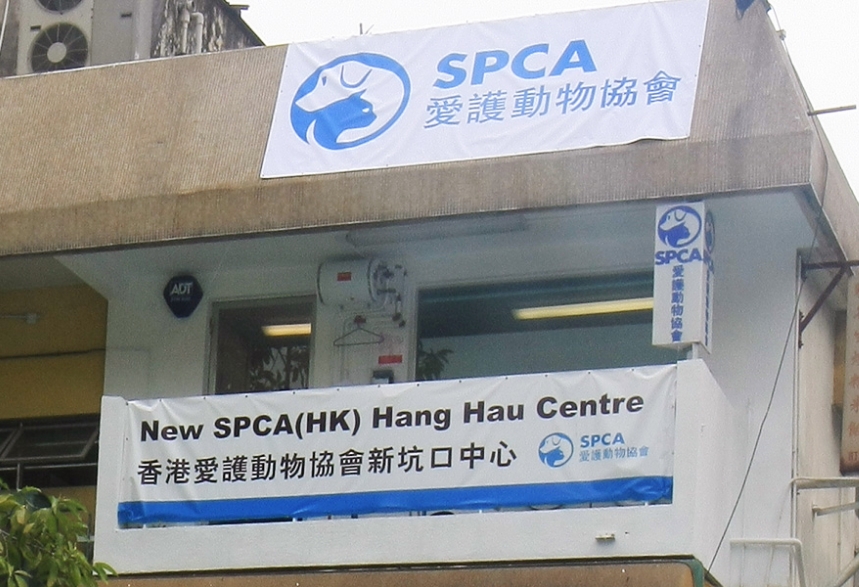 SPCA
愛護動物協會
SPCA
愛護動物協會
ADT
New SPCA(HK) Hang Hau Centre
香港愛護動物協會新坑口中心
SPCA
愛護動物協會